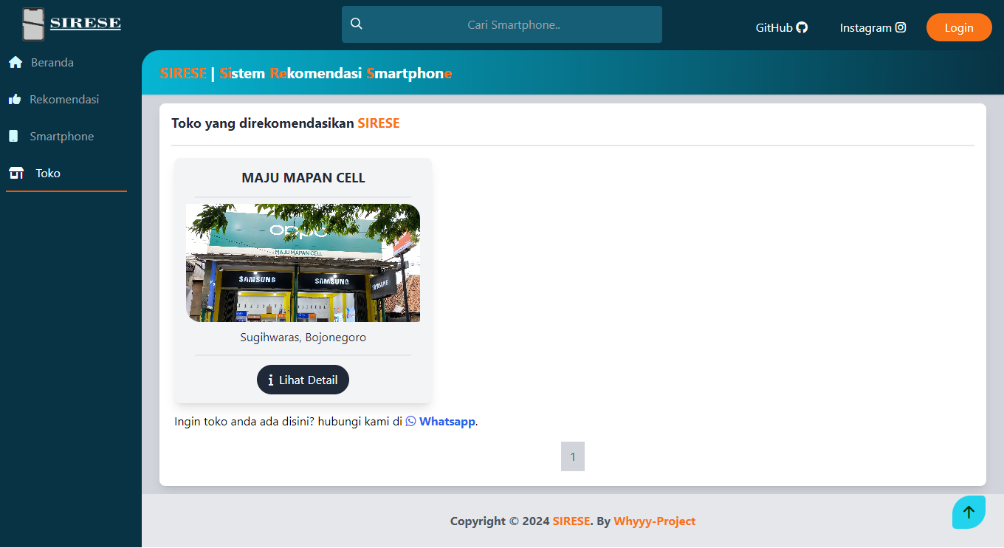 SIRESE
Cari Smartphone..
GitHub
Instagram
Login
Beranda
Rekomendasi
Smartphone
Toko
SIRESE | Sistem Rekomendasi Smartphone
Toko yang direkomendasikan SIRESE
MAJU MAPAN CELL
oppo
MAJU MAPAN CELL
SAMSUNG
SAMSUNG
Sugihwaras, Bojonegoro
Lihat Detail
Ingin toko anda ada disini? hubungi kami di Whatsapp.
1
Copyright © 2024 SIRESE. By Whyyy-Project